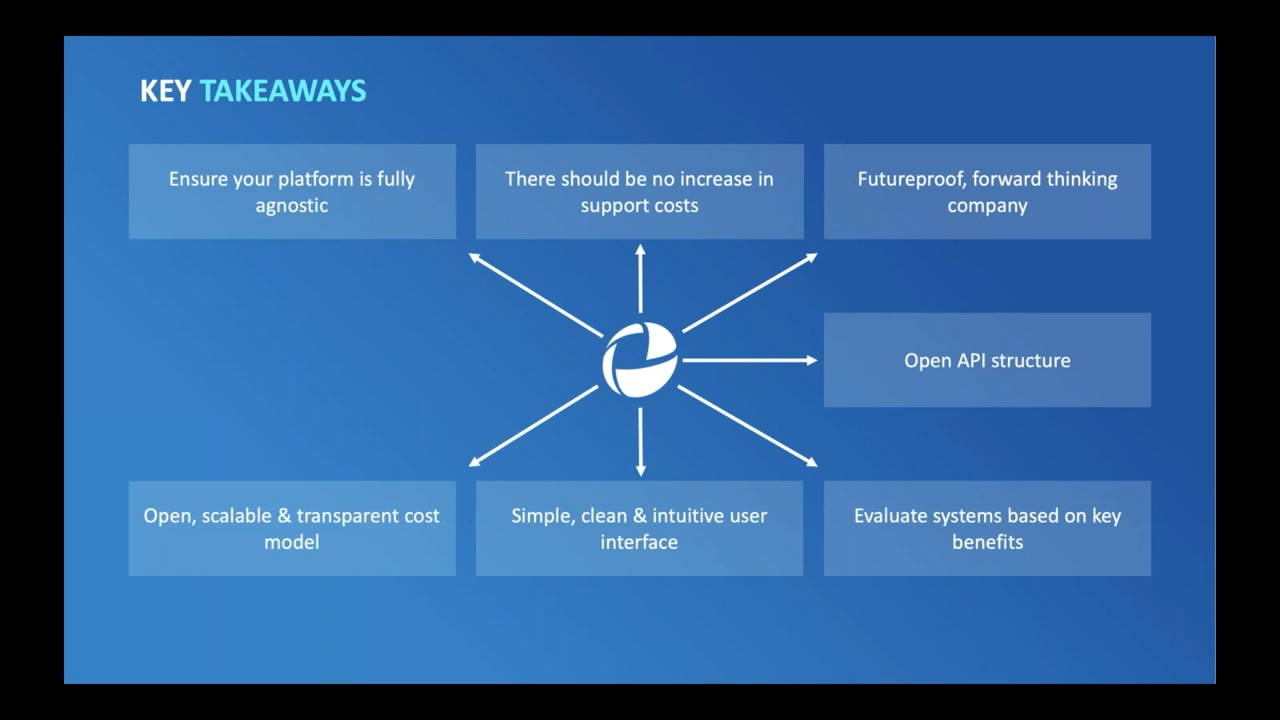 KEY TAKEAWAYS
Ensure your platform is fully
agnostic
There should be no increase in
support costs
Futureproof, forward thinking
company
Open API structure
Open, scalable & transparent cost
model
Simple, clean & intuitive user
interface
Evaluate systems based on key
benefits